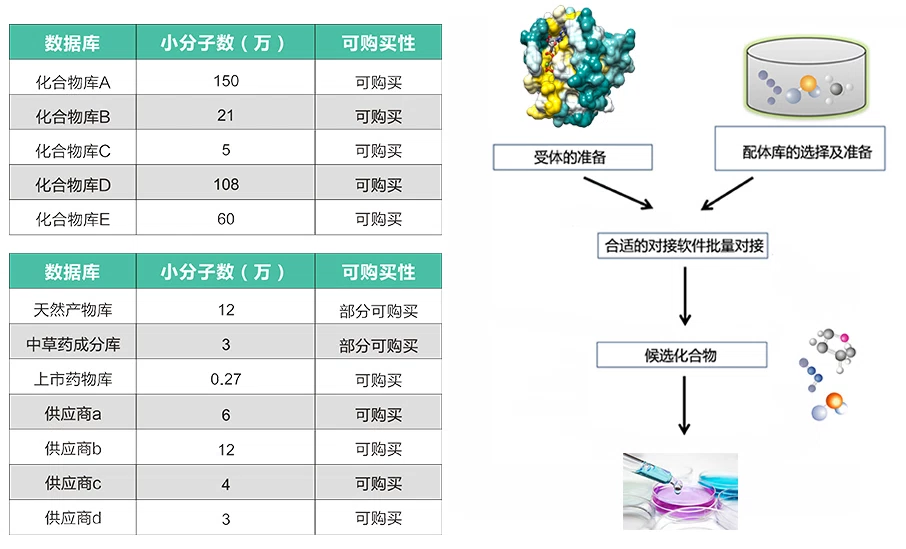 数据库 小分子数（万） 可购买性
化合物库A 150 可购买
化合物库B 21 可购买
化合物库C 5 可购买
化合物库D 108 可购买
化合物库E 60 可购买
数据库 小分子数（万） 可购买性
天然产物库 12 部分可购买
中草药成分库 3 部分可购买
上市药物库 0.27 可购买
供应商a 6 可购买
供应商b 12 可购买
供应商c 4 可购买
供应商d 3 可购买
受体的准备
配体库的选择及准备
合适的对接软件批量对接
候选化合物